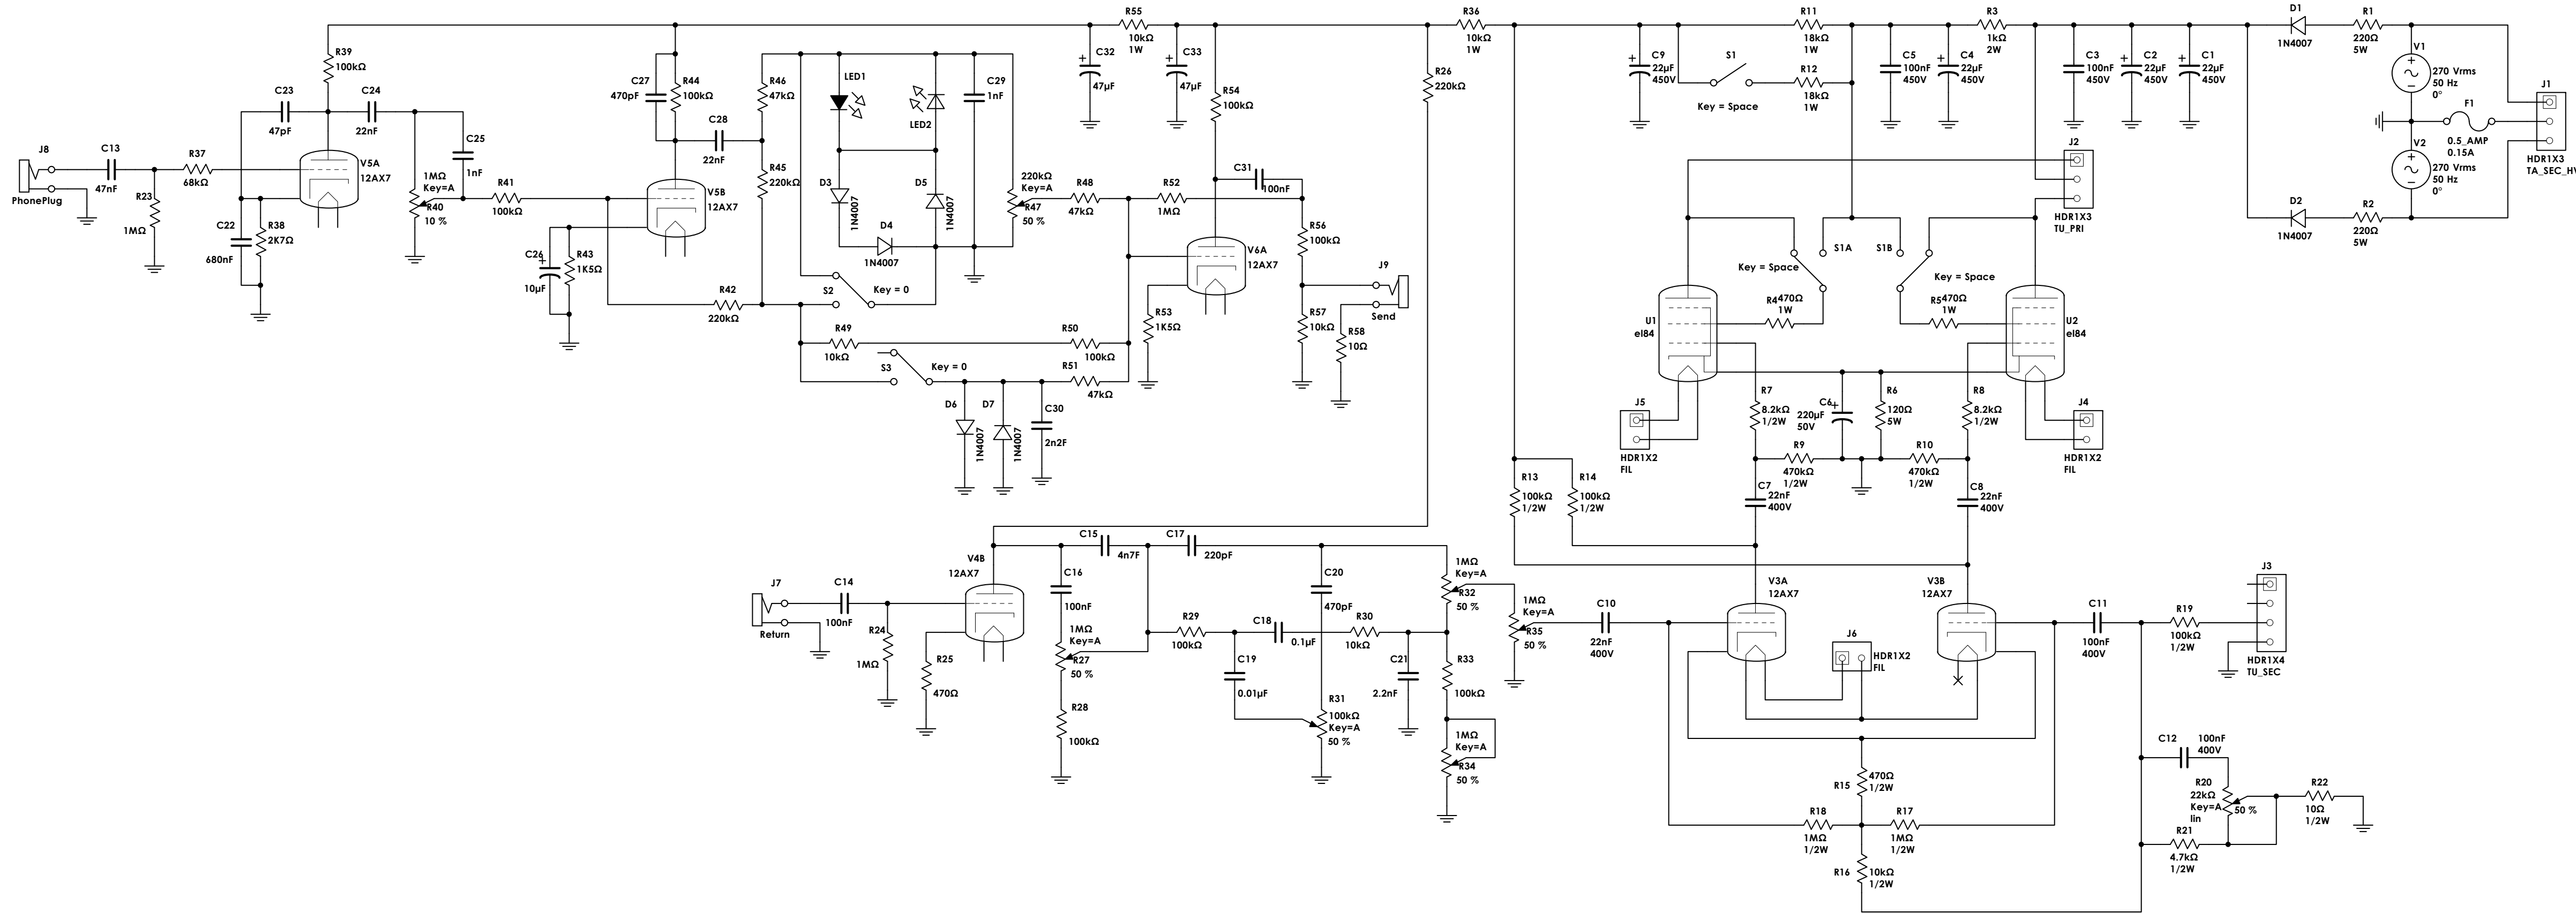 R55
10kΩ
1W
R36
10kΩ
1W
R11
18kΩ
1W
R3
1kΩ
2W
D1
1N4007
R1
220Ω
5W
R39
100kΩ
C23
47pF
C24
22nF
C25
1nF
J8
PhonePlug
C13
47nF
R23
1MΩ
R37
68kΩ
V5A
12AX7
C22
680nF
R38
2K7Ω
1MΩ
Key=A
R40
10 %
R41
100kΩ
C27
470pF
R44
100kΩ
C28
22nF
V5B
12AX7
C26
10µF
R43
1K5Ω
R42
220kΩ
R46
47kΩ
R45
220kΩ
LED1
LED2
C29
1nF
D3
1N4007
D5
1N4007
D4
1N4007
S2
Key = 0
220kΩ
Key=A
R47
50 %
R48
47kΩ
R52
1MΩ
R49
10kΩ
R50
100kΩ
S3
Key = 0
R51
47kΩ
D6
1N4007
D7
1N4007
C30
2n2F
C32
47µF
C33
47µF
R54
100kΩ
C31
100nF
V6A
12AX7
R53
1K5Ω
R56
100kΩ
R57
10kΩ
J9
Send
R58
10Ω
R26
220kΩ
C9
22µF
450V
S1
Key = Space
R12
18kΩ
1W
C5
100nF
450V
C4
22µF
450V
C3
100nF
450V
C2
22µF
450V
C1
22µF
450V
V1
270 Vrms
50 Hz
0°
F1
0.5_AMP
0.15A
J1
HDR1X3
TA_SEC_HV
V2
270 Vrms
50 Hz
0°
D2
1N4007
R2
220Ω
5W
J2
HDR1X3
TU_PRI
S1A
Key = Space
S1B
Key = Space
U1
el84
R4
470Ω
1W
R5
470Ω
1W
U2
el84
J5
HDR1X2
FIL
J4
HDR1X2
FIL
R7
8.2kΩ
1/2W
C6
220µF
50V
R6
120Ω
5W
R8
8.2kΩ
1/2W
R9
470kΩ
1/2W
R10
470kΩ
1/2W
C7
22nF
400V
C8
22nF
400V
R13
100kΩ
1/2W
R14
100kΩ
1/2W
J7
Return
C14
100nF
R24
1MΩ
V4B
12AX7
R25
470Ω
C15
4n7F
C16
100nF
1MΩ
Key=A
R27
50 %
R28
100kΩ
C17
220pF
R29
100kΩ
C18
0.1µF
C19
0.01µF
C20
470pF
R30
10kΩ
R31
100kΩ
Key=A
50 %
C21
2.2nF
1MΩ
Key=A
R32
50 %
R33
100kΩ
1MΩ
Key=A
R34
50 %
1MΩ
Key=A
R35
50 %
C10
22nF
400V
V3A
12AX7
V3B
12AX7
J6
HDR1X2
FIL
C11
100nF
400V
R19
100kΩ
1/2W
J3
HDR1X4
TU_SEC
R15
470Ω
1/2W
R18
1MΩ
1/2W
R17
1MΩ
1/2W
R16
10kΩ
1/2W
C12
100nF
400V
R20
22kΩ
Key=A
lin
50 %
R21
4.7kΩ
1/2W
R22
10Ω
1/2W